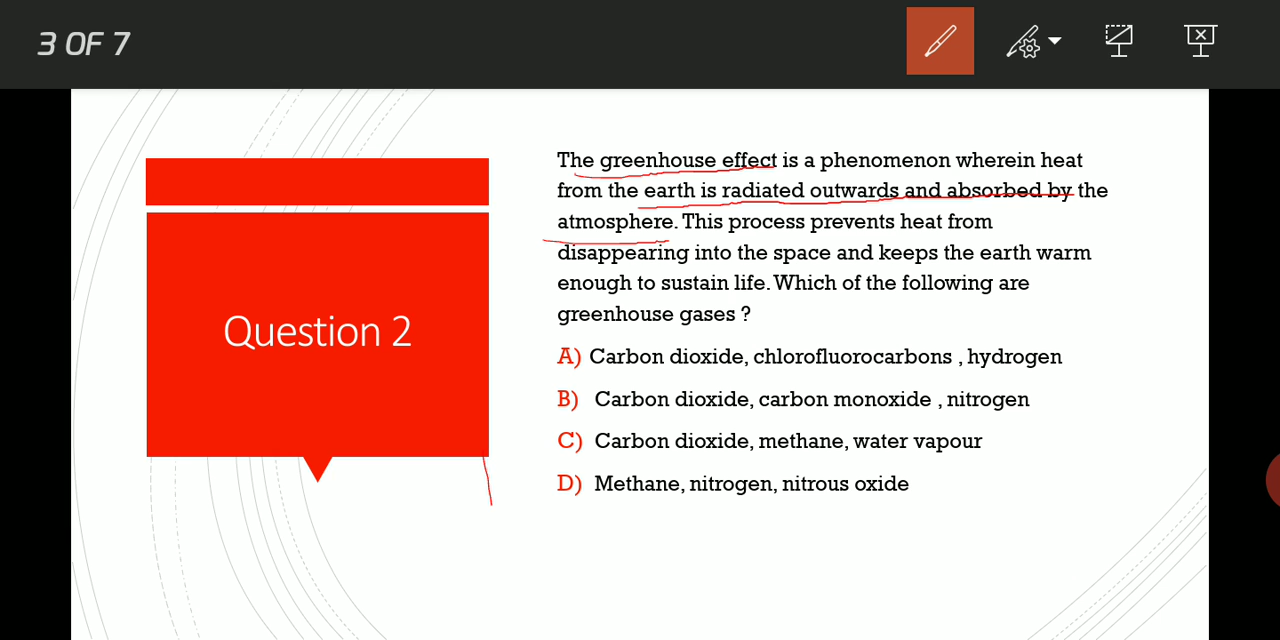 3 OF 7
Question 2
The greenhouse effect is a phenomenon wherein heat
from the earth is radiated outwards and absorbed by the
atmosphere. This process prevents heat from
disappearing into the space and keeps the earth warm
enough to sustain life. Which of the following are
greenhouse gases ?
A) Carbon dioxide, chlorofluorocarbons , hydrogen
B) Carbon dioxide, carbon monoxide , nitrogen
C) Carbon dioxide, methane, water vapour
D) Methane, nitrogen, nitrous oxide